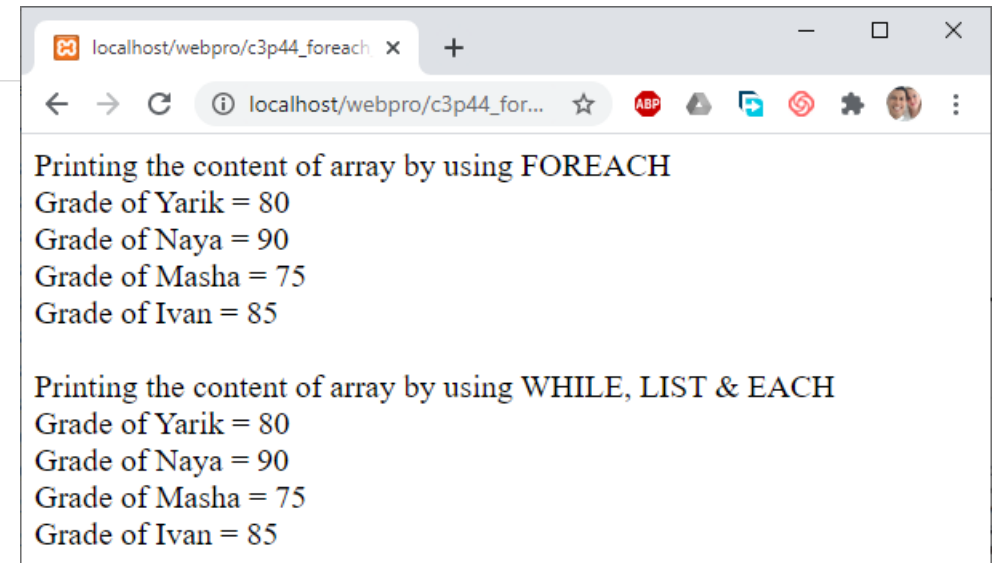 localhost/webpro/c3p44_foreach
localhost/webpro/c3p44_for...
ABP
Printing the content of array by using FOREACH
Grade of Yarik = 80
Grade of Naya = 90
Grade of Masha = 75
Grade of Ivan = 85
Printing the content of array by using WHILE, LIST & EACH
Grade of Yarik = 80
Grade of Naya = 90
Grade of Masha = 75
Grade of Ivan = 85